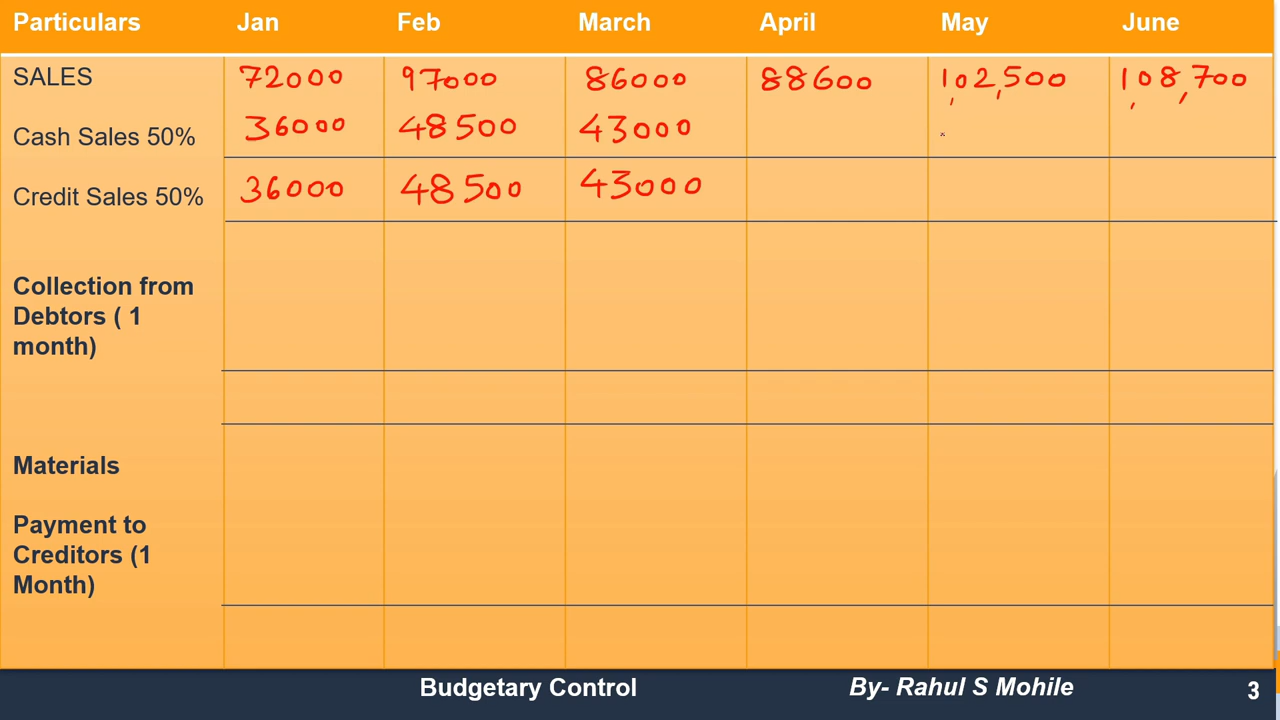 Particulars Jan Feb March April May June
SALES 72000 97000 86000 88600 102,500 108,700
Cash Sales 50% 36000 48500 43000
Credit Sales 50% 36000 48500 43000
Collection from
Debtors ( 1
month)
Materials
Payment to
Creditors (1
Month)
Budgetary Control By- Rahul S Mohile 3